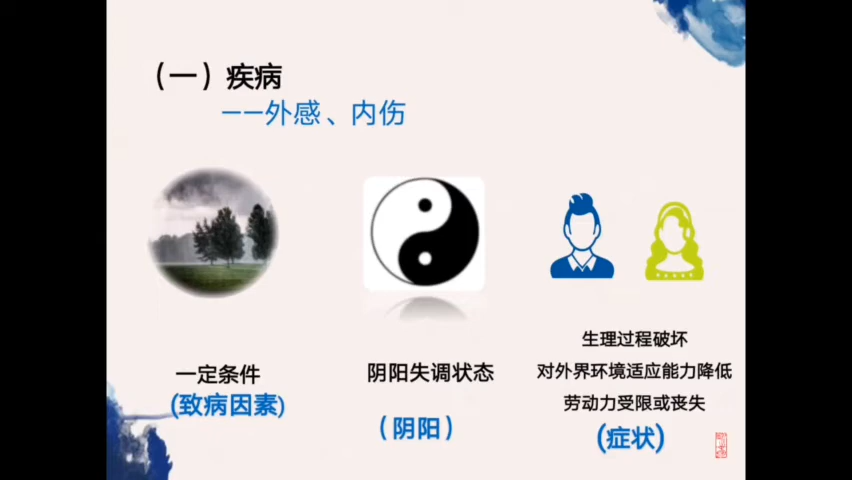 （一）疾病
——外感、内伤
一定条件
(致病因素)
阴阳失调状态
（阴阳）
生理过程破坏
对外界环境适应能力降低
劳动力受限或丧失
(症状)